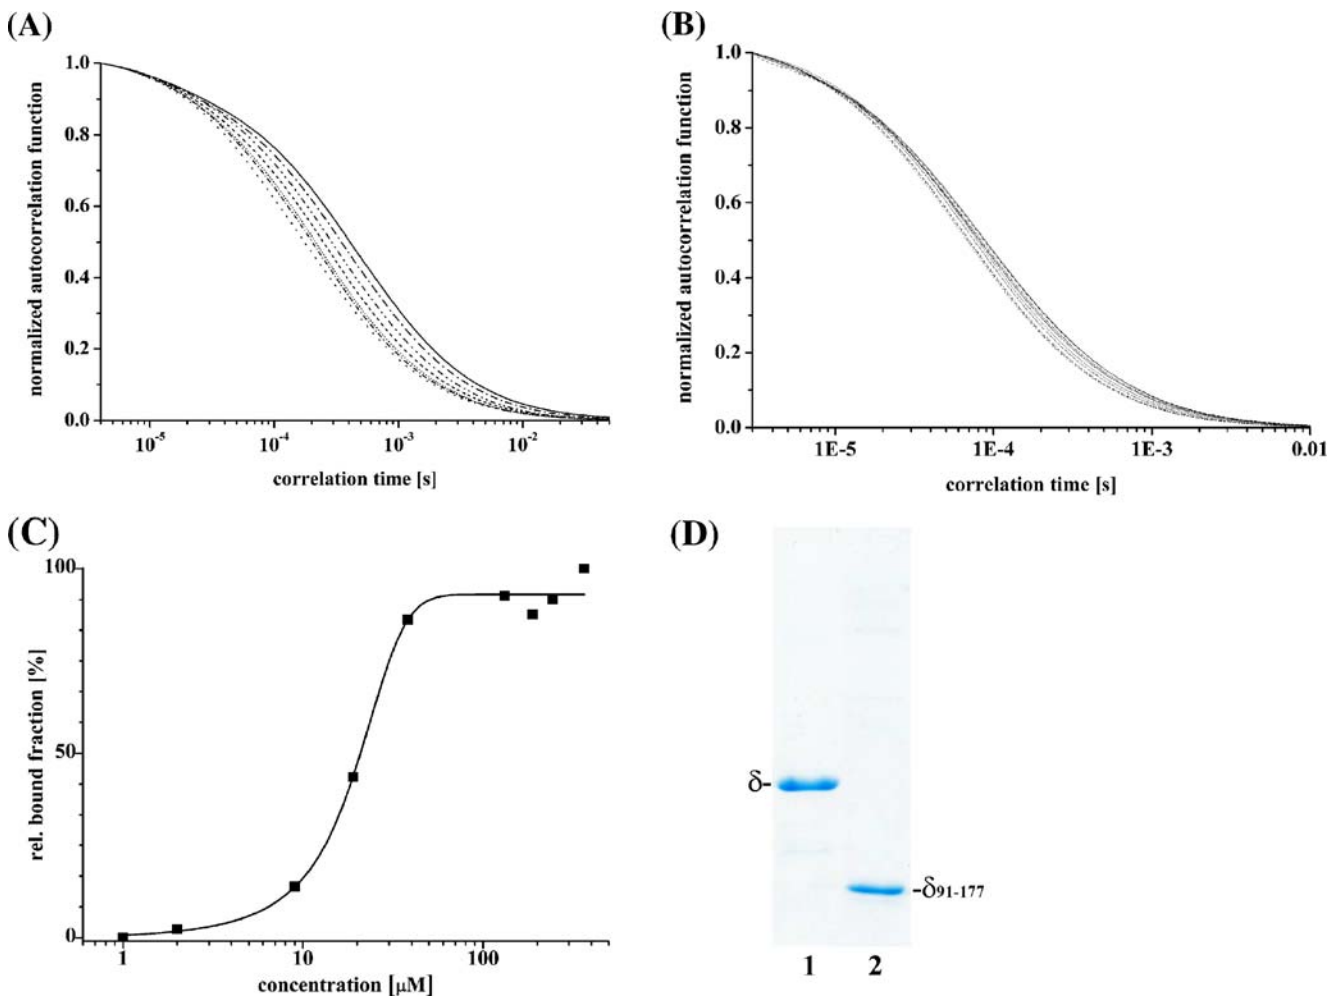 (A)
normalized autocorrelation function
1.0
0.8
0.6
0.4
0.2
0.0
10-5
10-4
10-3
10-2
correlation time [s]
(B)
normalized autocorrelation function
1.0
0.8
0.6
0.4
0.2
0.0
1E-5
1E-4
1E-3
0.01
correlation time [s]
(C)
rel. bound fraction [%]
100
50
0
1
10
100
concentration [μM]
(D)
δ-
-δ91-177
1 2